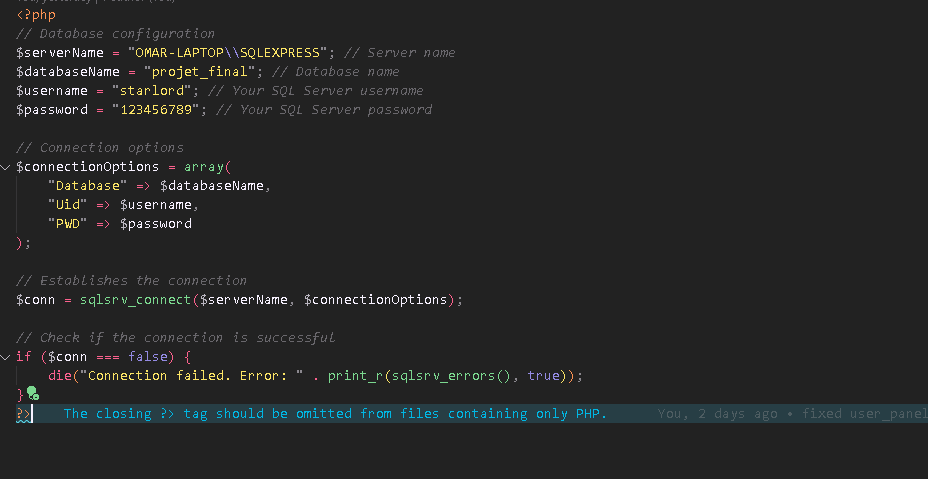 <?php
// Database configuration
$serverName = "OMAR-LAPTOP\\SQLEXPRESS"; // Server name
$databaseName = "projet_final"; // Database name
$username = "starlord"; // Your SQL Server username
$password = "123456789"; // Your SQL Server password
// Connection options
$connectionOptions = array(
"Database" => $databaseName,
"Uid" => $username,
"PWD" => $password
);
// Establishes the connection
$conn = sqlsrv_connect($serverName, $connectionOptions);
// Check if the connection is successful
if ($conn === false) {
die("Connection failed. Error: " . print_r(sqlsrv_errors(), true));
}
?> The closing ?> tag should be omitted from files containing only PHP. You, 2 days ago • fixed user_panel